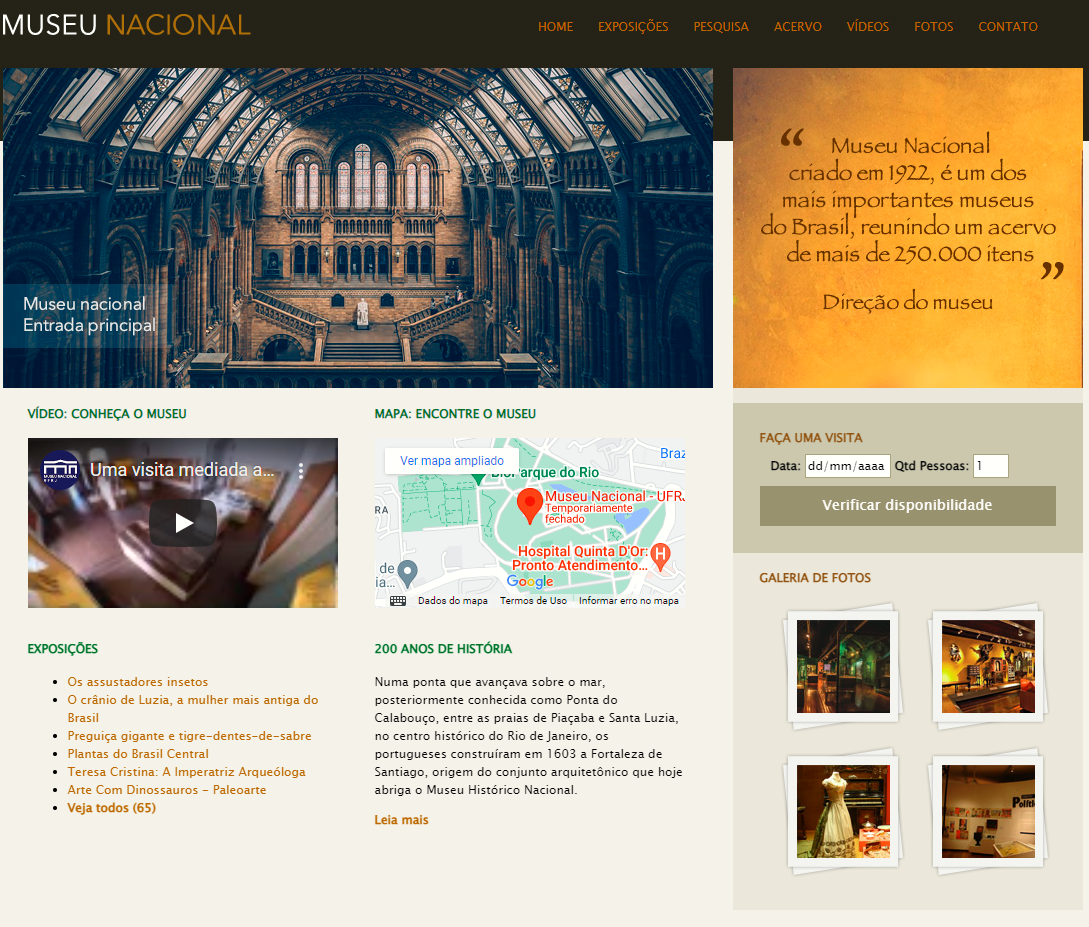 MUSEU NACIONAL
HOME EXPOSIÇÕES PESQUISA ACERVO VÍDEOS FOTOS CONTATO
Museu nacional
Entrada principal
“ Museu Nacional
criado em 1922, é um dos
mais importantes museus
do Brasil, reunindo um acervo
de mais de 250.000 itens ”
Direção do museu
VÍDEO: CONHEÇA O MUSEU
MUSEU NACIONAL
UFRJ
Uma visita mediada a...
MAPA: ENCONTRE O MUSEU
Ver mapa ampliado
Braz
BioParque do Rio
RA
Museu Nacional - UFRJ
Temporariamente
fechado
Hospital Quinta D'Or:
Pronto Atendimento...
H
de
ia...
Google
Dados do mapa Termos de Uso Informar erro no mapa
FAÇA UMA VISITA
Data: dd/mm/aaaa Qtd Pessoas: 1
Verificar disponibilidade
EXPOSIÇÕES
Os assustadores insetos
O crânio de Luzia, a mulher mais antiga do
Brasil
Preguiça gigante e tigre-dentes-de-sabre
Plantas do Brasil Central
Teresa Cristina: A Imperatriz Arqueóloga
Arte Com Dinossauros - Paleoarte
Veja todos (65)
200 ANOS DE HISTÓRIA
Numa ponta que avançava sobre o mar,
posteriormente conhecida como Ponta do
Calabouço, entre as praias de Piaçaba e Santa Luzia,
no centro histórico do Rio de Janeiro, os
portugueses construíram em 1603 a Fortaleza de
Santiago, origem do conjunto arquitetônico que hoje
abriga o Museu Histórico Nacional.
Leia mais
GALERIA DE FOTOS